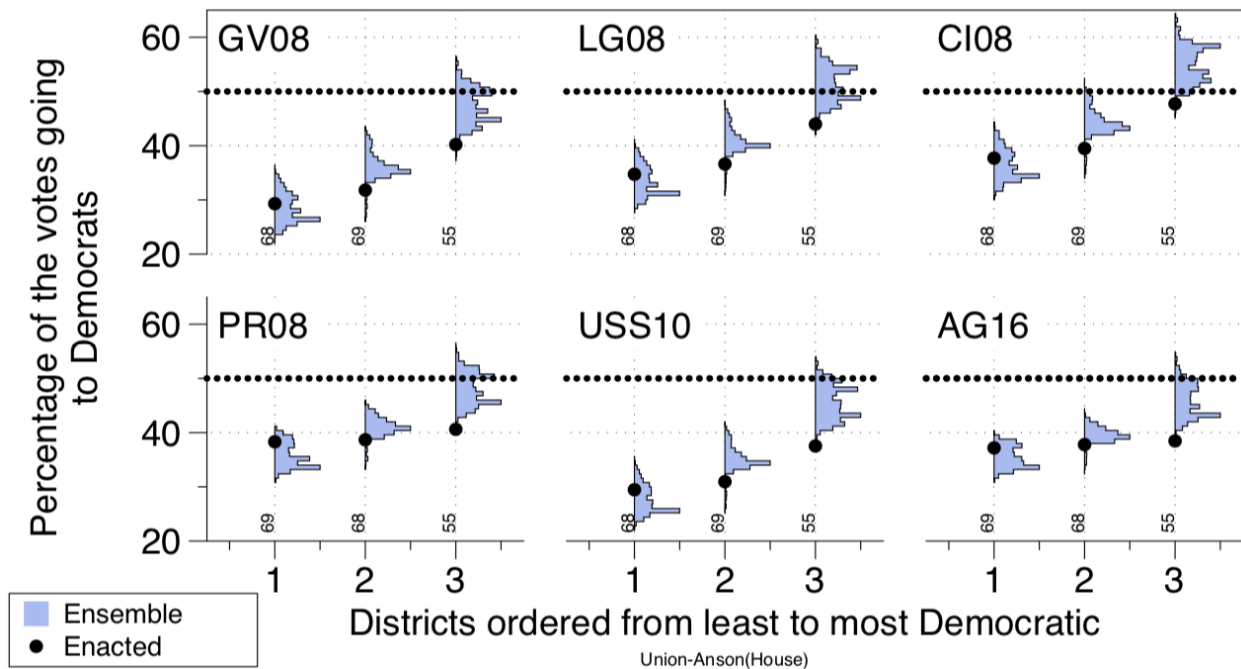 Percentage of the votes going
to Democrats
60
40
20
GV08
68
69
55
LG08
68
69
55
CI08
68
69
55
60
40
20
PR08
69
68
55
USS10
68
69
55
AG16
69
68
55
1
2
3
1
2
3
1
2
3
Districts ordered from least to most Democratic
Union-Anson(House)
Ensemble
Enacted